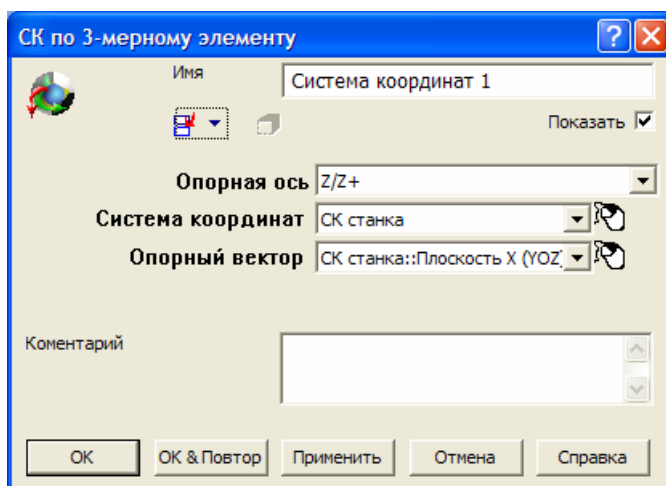 СК по 3-мерному элементу
Имя
Система координат 1
Показать
Опорная ось
Z/Z+
Система координат
СК станка
Опорный вектор
СК станка::Плоскость X (YOZ)
Коментарий
OK
OK & Повтор
Применить
Отмена
Справка